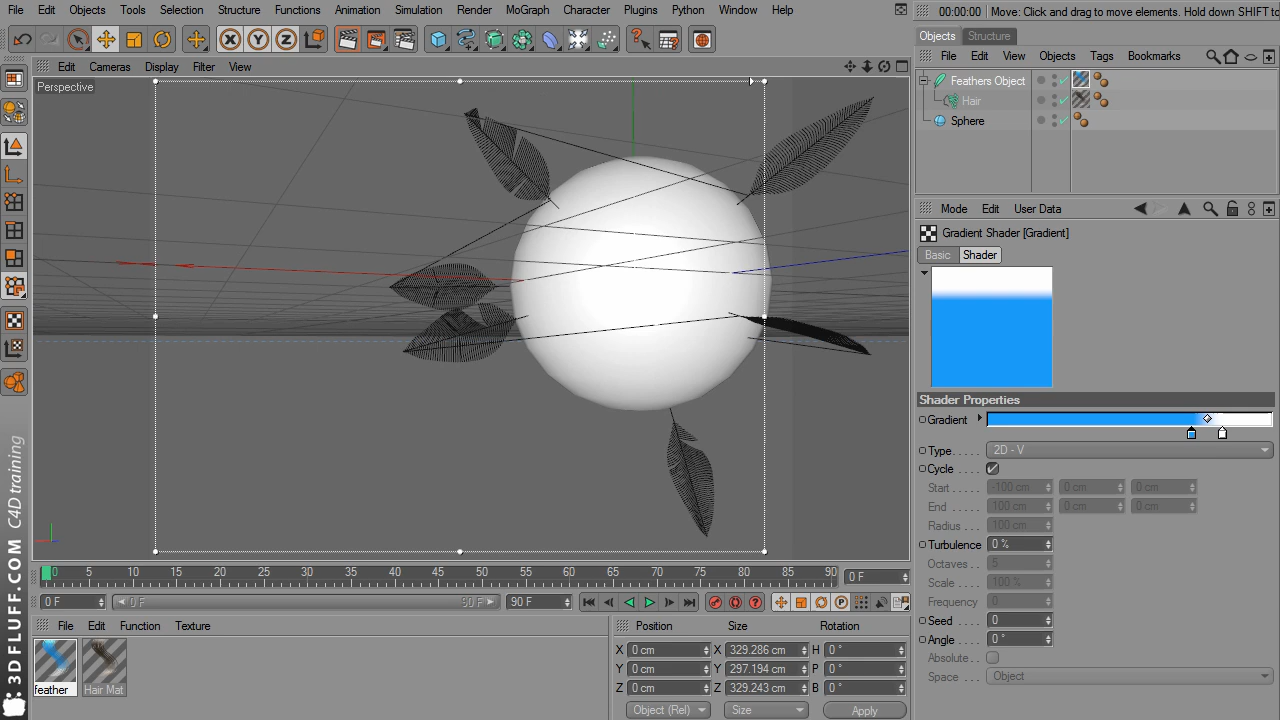 File Edit Objects Tools Selection Structure Functions Animation Simulation Render MoGraph Character Plugins Python Window Help
00:00:00 Move: Click and drag to move elements. Hold down SHIFT to
Objects Structure
File Edit View Objects Tags Bookmarks
Edit Cameras Display Filter View
Perspective
Feathers Object
Hair
Sphere
Mode Edit User Data
Gradient Shader [Gradient]
Basic Shader
Shader Properties
Gradient
Type. . . . . 2D - V
Cycle . . . .
Start . . . . . -100 cm 0 cm 0 cm
End . . . . . 100 cm 0 cm 0 cm
Radius . . . 100 cm
Turbulence 0 %
Octaves . . 5
Scale. . . . . 100 %
Frequency 0
Seed . . . . 0
Angle . . . . 0 °
Absolute . .
Space . . . Object
X Y Z
0 5 10 15 20 25 30 35 40 45 50 55 60 65 70 75 80 85 90 0 F
0 F 0 F 90 F 90 F
File Edit Function Texture
feather Hair Mat
Position Size Rotation
X 0 cm X 329.286 cm H 0 °
Y 0 cm Y 297.194 cm P 0 °
Z 0 cm Z 329.243 cm B 0 °
Object (Rel) Size Apply
3DFLUFF.COM C4D training